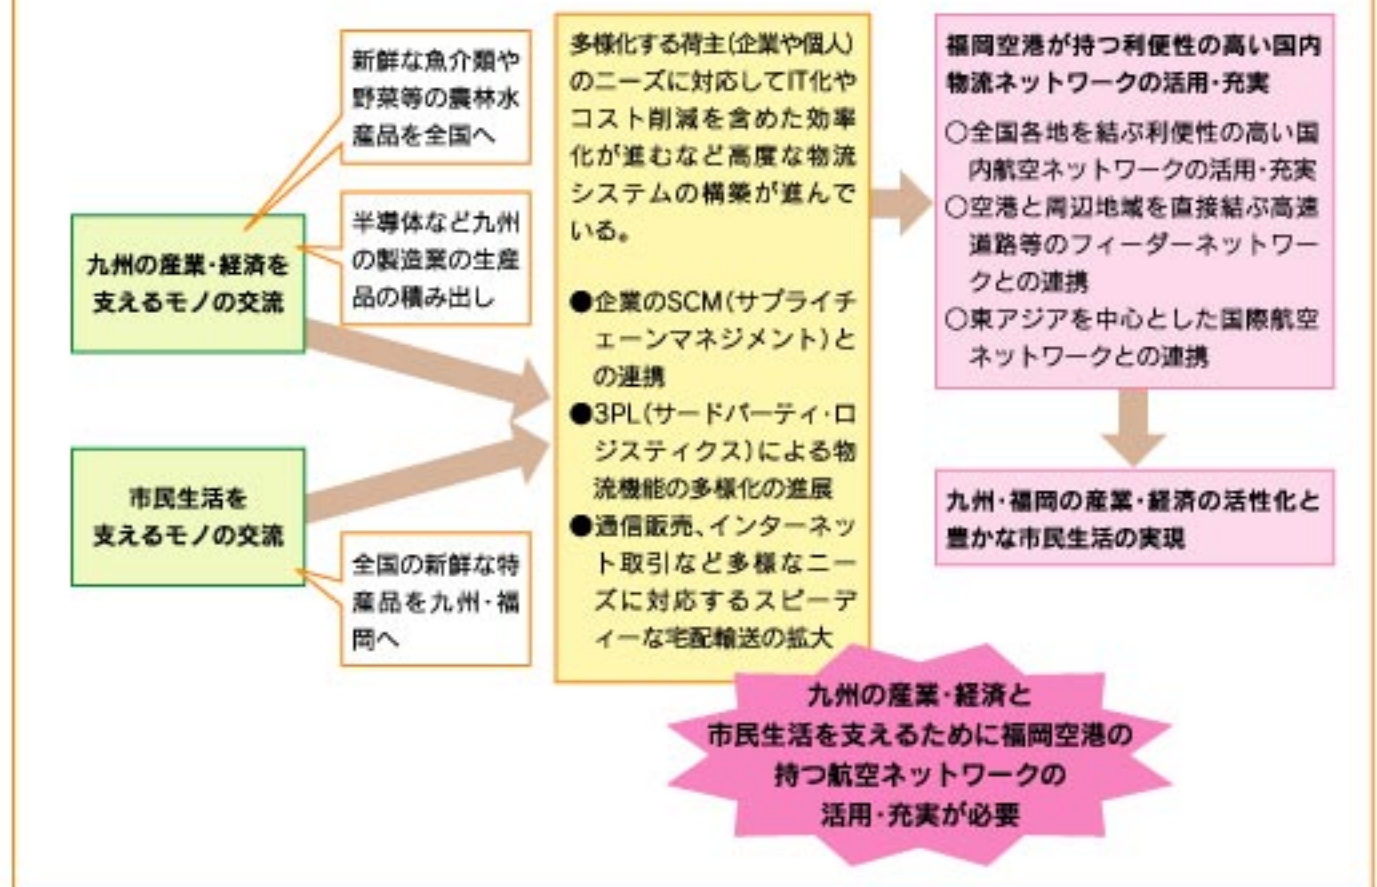 新鮮な魚介類や
野菜等の農林水
産品を全国へ
半導体など九州
の製造業の生産
品の積み出し
九州の産業・経済を
支えるモノの交流
市民生活を
支えるモノの交流
全国の新鮮な特
産品を九州・福
岡へ
多様化する荷主(企業や個人)
のニーズに対応してIT化や
コスト削減を含めた効率
化が進むなど高度な物流
システムの構築が進んで
いる。
●企業のSCM(サプライチ
ェーンマネジメント)と
の連携
●3PL(サードパーティ・ロ
ジスティクス)による物
流機能の多様化の進展
●通信販売、インターネッ
ト取引など多様なニー
ズに対応するスピーデ
ィーな宅配輸送の拡大
福岡空港が持つ利便性の高い国内
物流ネットワークの活用・充実
○全国各地を結ぶ利便性の高い国
内航空ネットワークの活用・充実
○空港と周辺地域を直接結ぶ高速
道路等のフィーダーネットワー
クとの連携
○東アジアを中心とした国際航空
ネットワークとの連携
九州・福岡の産業・経済の活性化と
豊かな市民生活の実現
九州の産業・経済と
市民生活を支えるために福岡空港の
持つ航空ネットワークの
活用・充実が必要